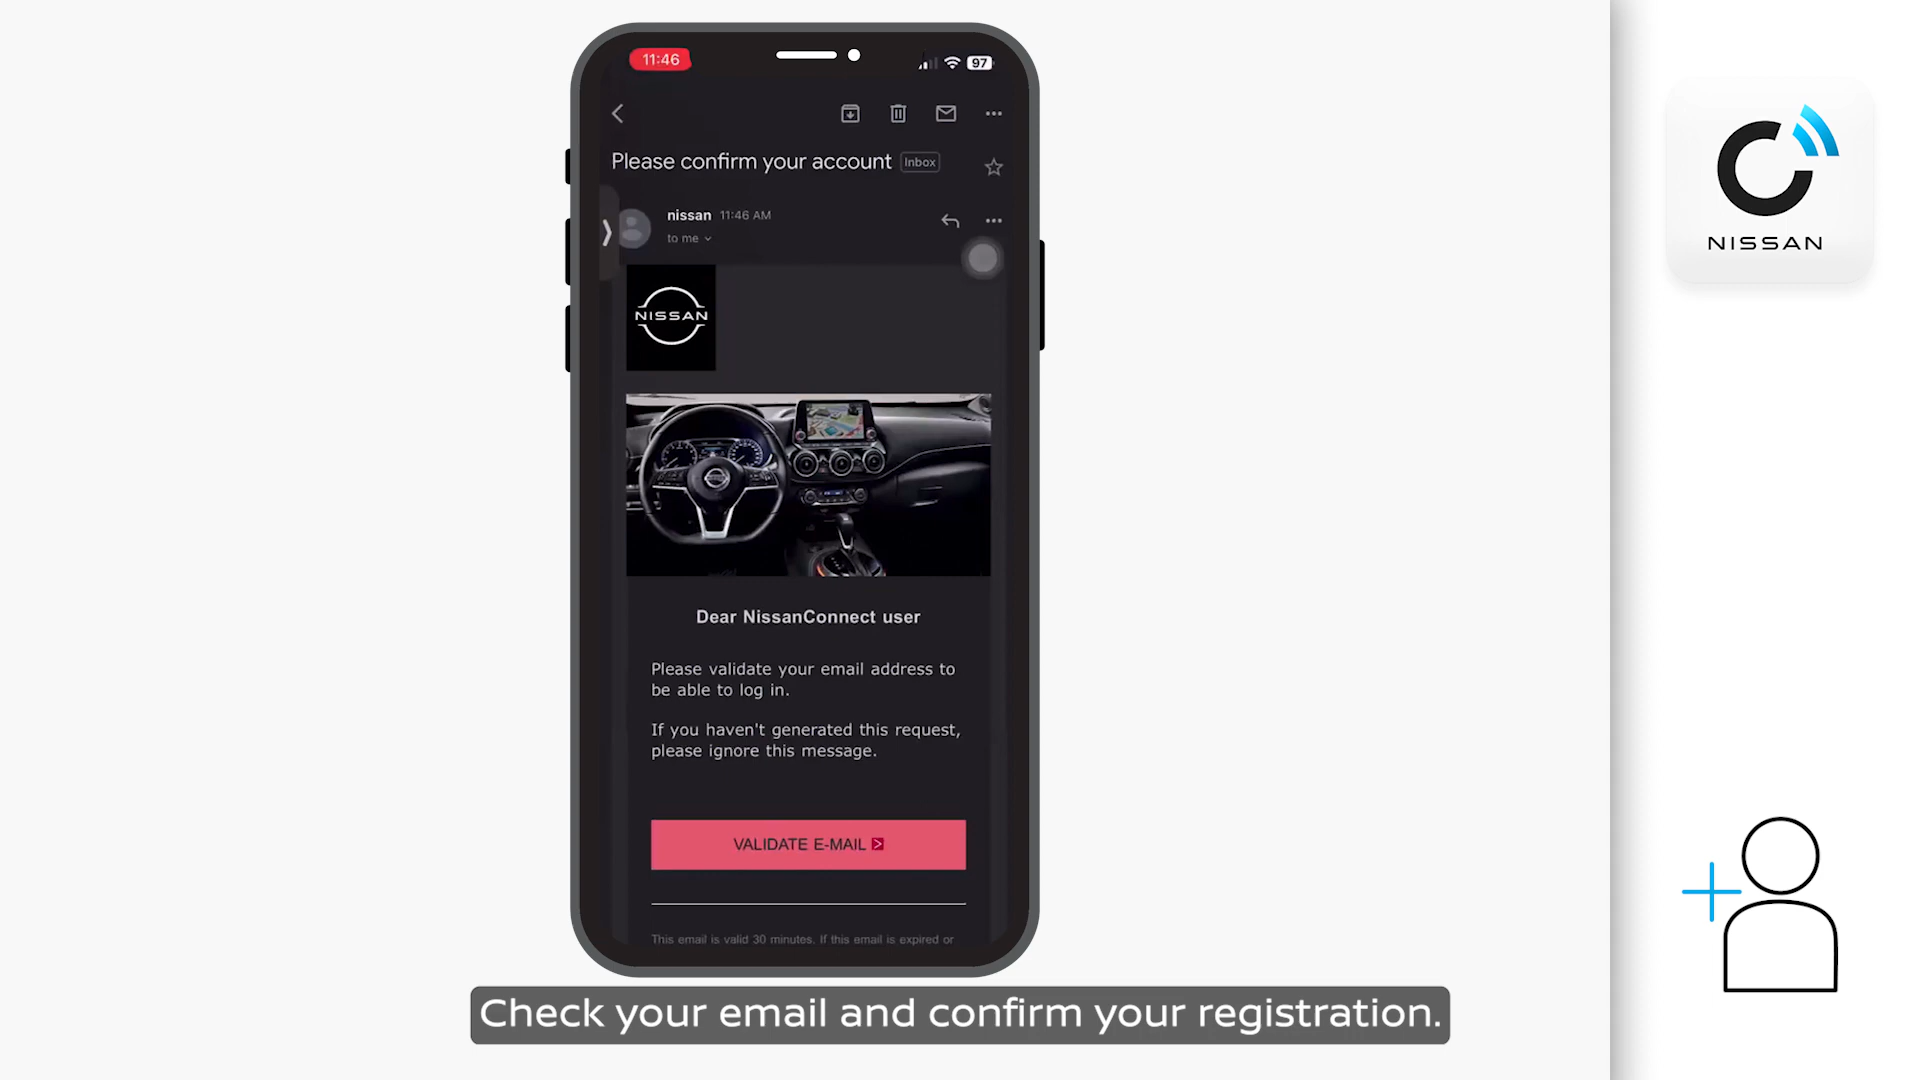 11:46
97
Please confirm your account Inbox
nissan 11:46 AM
to me
NISSAN
Dear NissanConnect user
Please validate your email address to
be able to log in.
If you haven't generated this request,
please ignore this message.
VALIDATE E-MAIL
This email is valid 30 minutes. If this email is expired or
Check your email and confirm your registration.
NISSAN